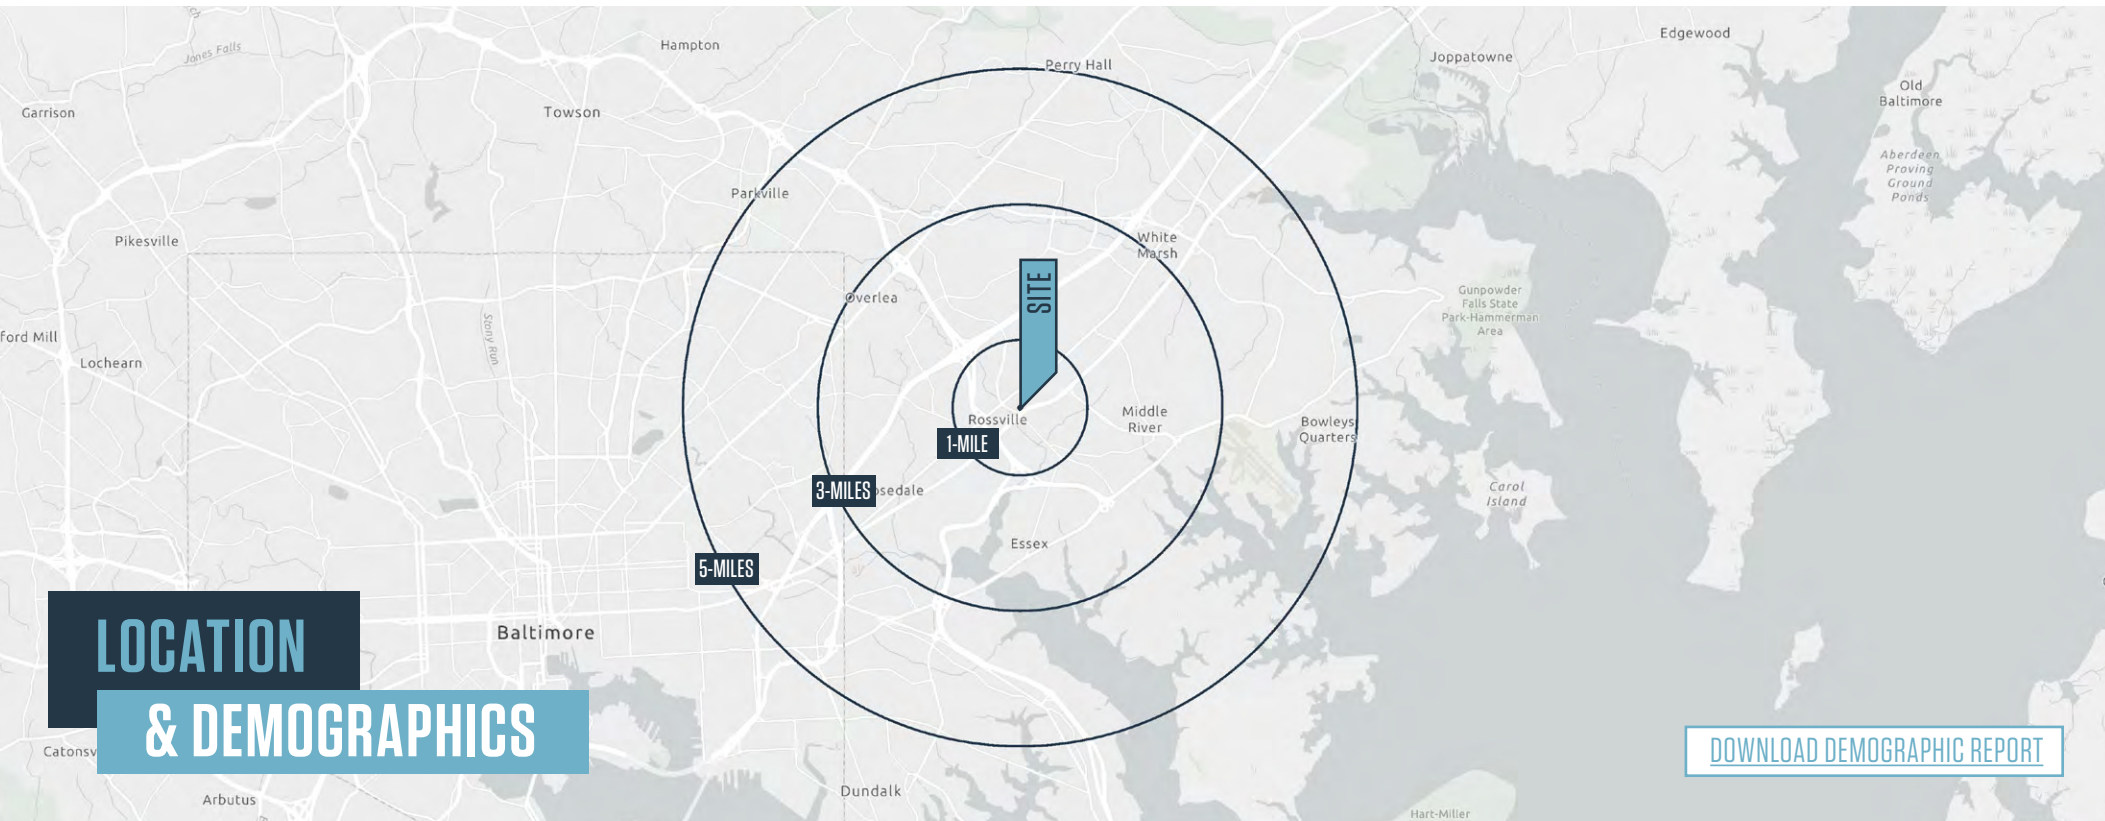 Edgewood
Hampton
Jones Falls
Joppatowne
Perry Hall
Old
Baltimore
Garrison
Towson
Aberdeen
Proving
Ground
Ponds
Parkville
Pikesville
White
Marsh
SITE
Overlea
Gunpowder
Falls State
Park-Hammerman
Area
Stony Run
ford Mill
Lochearn
Rossville
Middle
River
Bowleys
Quarters
1-MILE
3-MILES
osedale
Carol
Island
Essex
5-MILES
Baltimore
LOCATION
& DEMOGRAPHICS
Catonsv
DOWNLOAD DEMOGRAPHIC REPORT
Dundalk
Arbutus
Hart-Miller